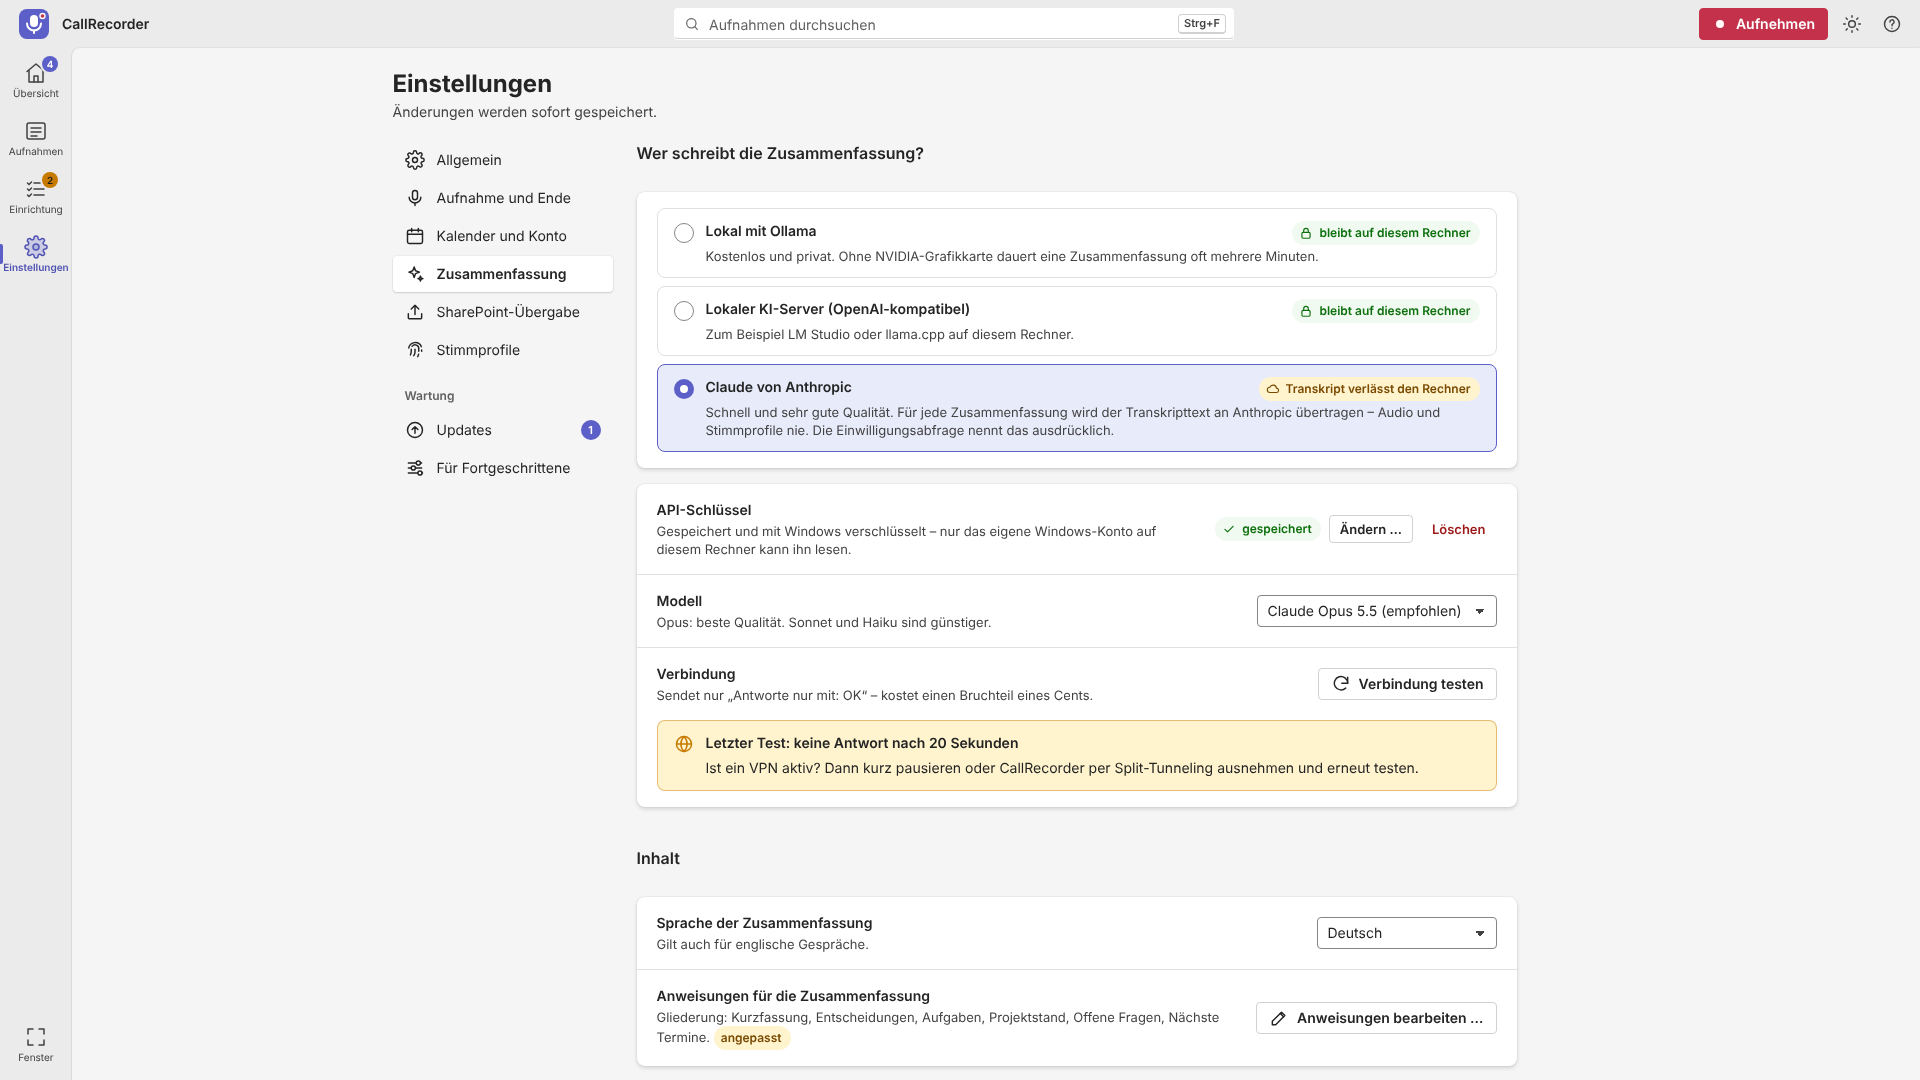 CallRecorder
Aufnahmen durchsuchen
Strg+F
Aufnehmen
4
Übersicht
Aufnahmen
2
Einrichtung
Einstellungen
Fenster
Einstellungen
Änderungen werden sofort gespeichert.
Allgemein
Aufnahme und Ende
Kalender und Konto
Zusammenfassung
SharePoint-Übergabe
Stimmprofile
Wartung
Updates
1
Für Fortgeschrittene
Wer schreibt die Zusammenfassung?
Lokal mit Ollama
bleibt auf diesem Rechner
Kostenlos und privat. Ohne NVIDIA-Grafikkarte dauert eine Zusammenfassung oft mehrere Minuten.
Lokaler KI-Server (OpenAI-kompatibel)
bleibt auf diesem Rechner
Zum Beispiel LM Studio oder llama.cpp auf diesem Rechner.
Claude von Anthropic
Transkript verlässt den Rechner
Schnell und sehr gute Qualität. Für jede Zusammenfassung wird der Transkripttext an Anthropic übertragen – Audio und
Stimmprofile nie. Die Einwilligungsabfrage nennt das ausdrücklich.
API-Schlüssel
Gespeichert und mit Windows verschlüsselt – nur das eigene Windows-Konto auf
diesem Rechner kann ihn lesen.
gespeichert
Ändern ...
Löschen
Modell
Opus: beste Qualität. Sonnet und Haiku sind günstiger.
Claude Opus 5.5 (empfohlen)
Verbindung
Sendet nur „Antworte nur mit: OK“ – kostet einen Bruchteil eines Cents.
Verbindung testen
Letzter Test: keine Antwort nach 20 Sekunden
Ist ein VPN aktiv? Dann kurz pausieren oder CallRecorder per Split-Tunneling ausnehmen und erneut testen.
Inhalt
Sprache der Zusammenfassung
Gilt auch für englische Gespräche.
Deutsch
Anweisungen für die Zusammenfassung
Gliederung: Kurzfassung, Entscheidungen, Aufgaben, Projektstand, Offene Fragen, Nächste
Termine. angepasst
Anweisungen bearbeiten ...